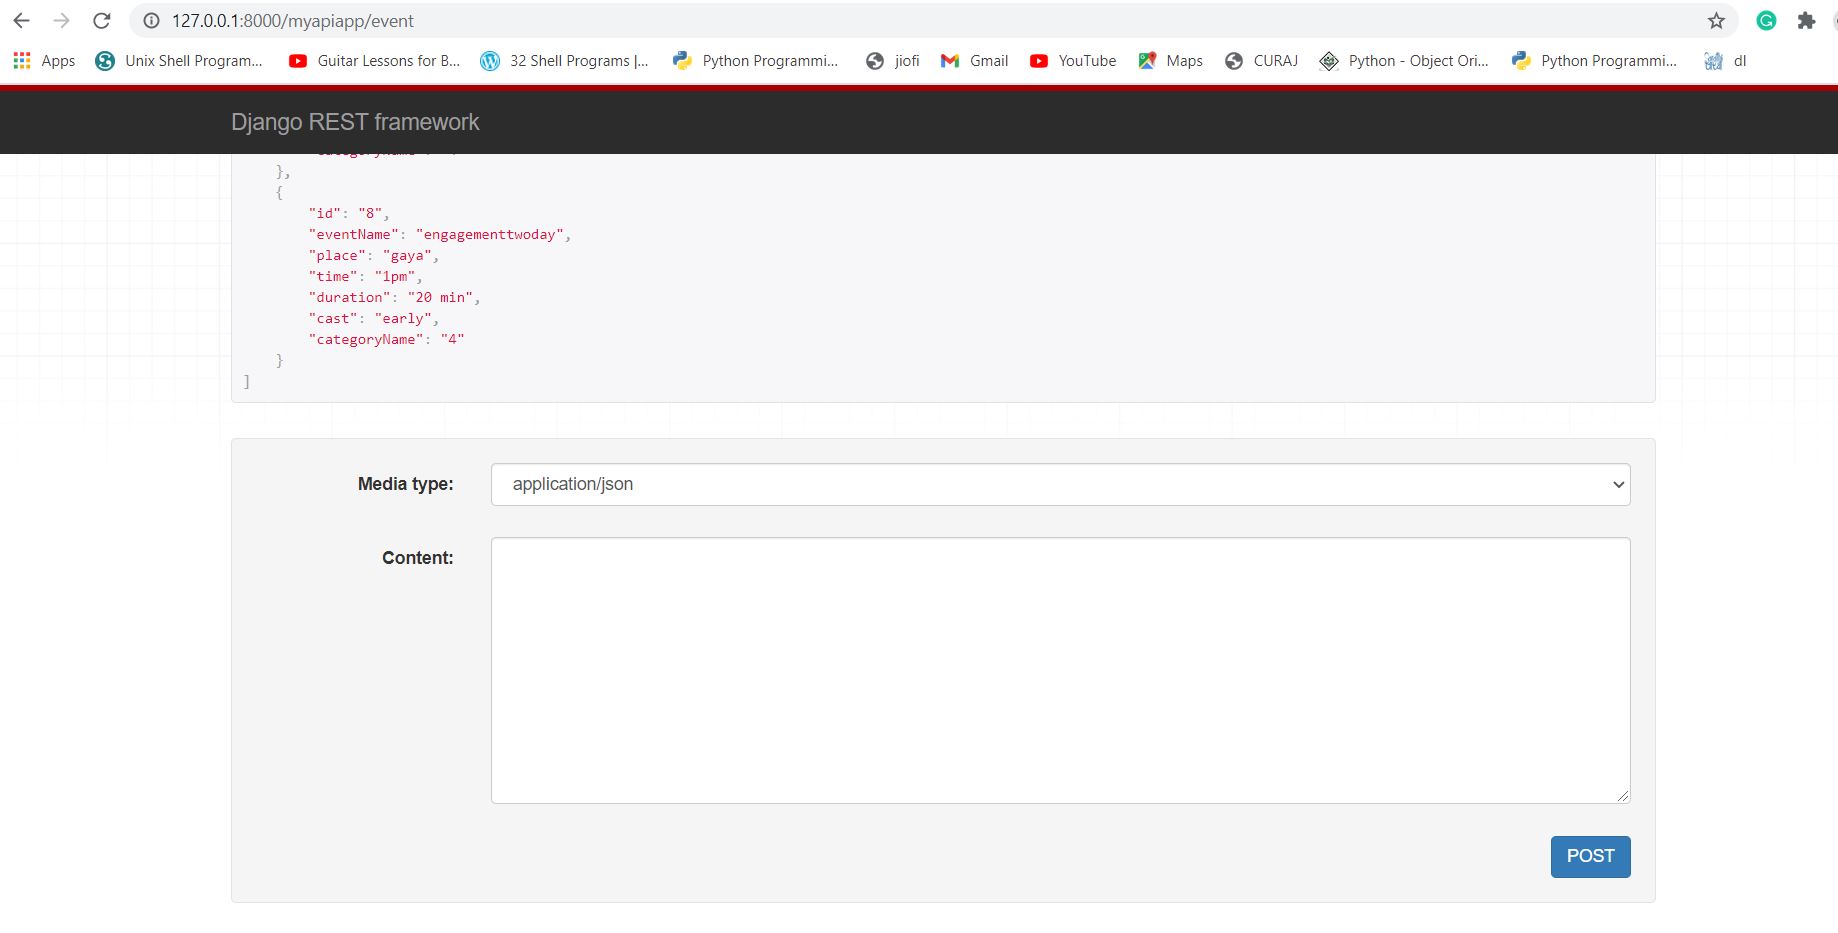 127.0.0.1:8000/myapiapp/event
Apps Unix Shell Program... Guitar Lessons for B... 32 Shell Programs |... Python Programmi... jiofi Gmail YouTube Maps CURAJ Python - Object Ori... Python Programmi... dl
Django REST framework
},
{
"id": "8",
"eventName": "engagementtwoday",
"place": "gaya",
"time": "1pm",
"duration": "20 min",
"cast": "early",
"categoryName": "4"
}
]
Media type: application/json
Content:
POST